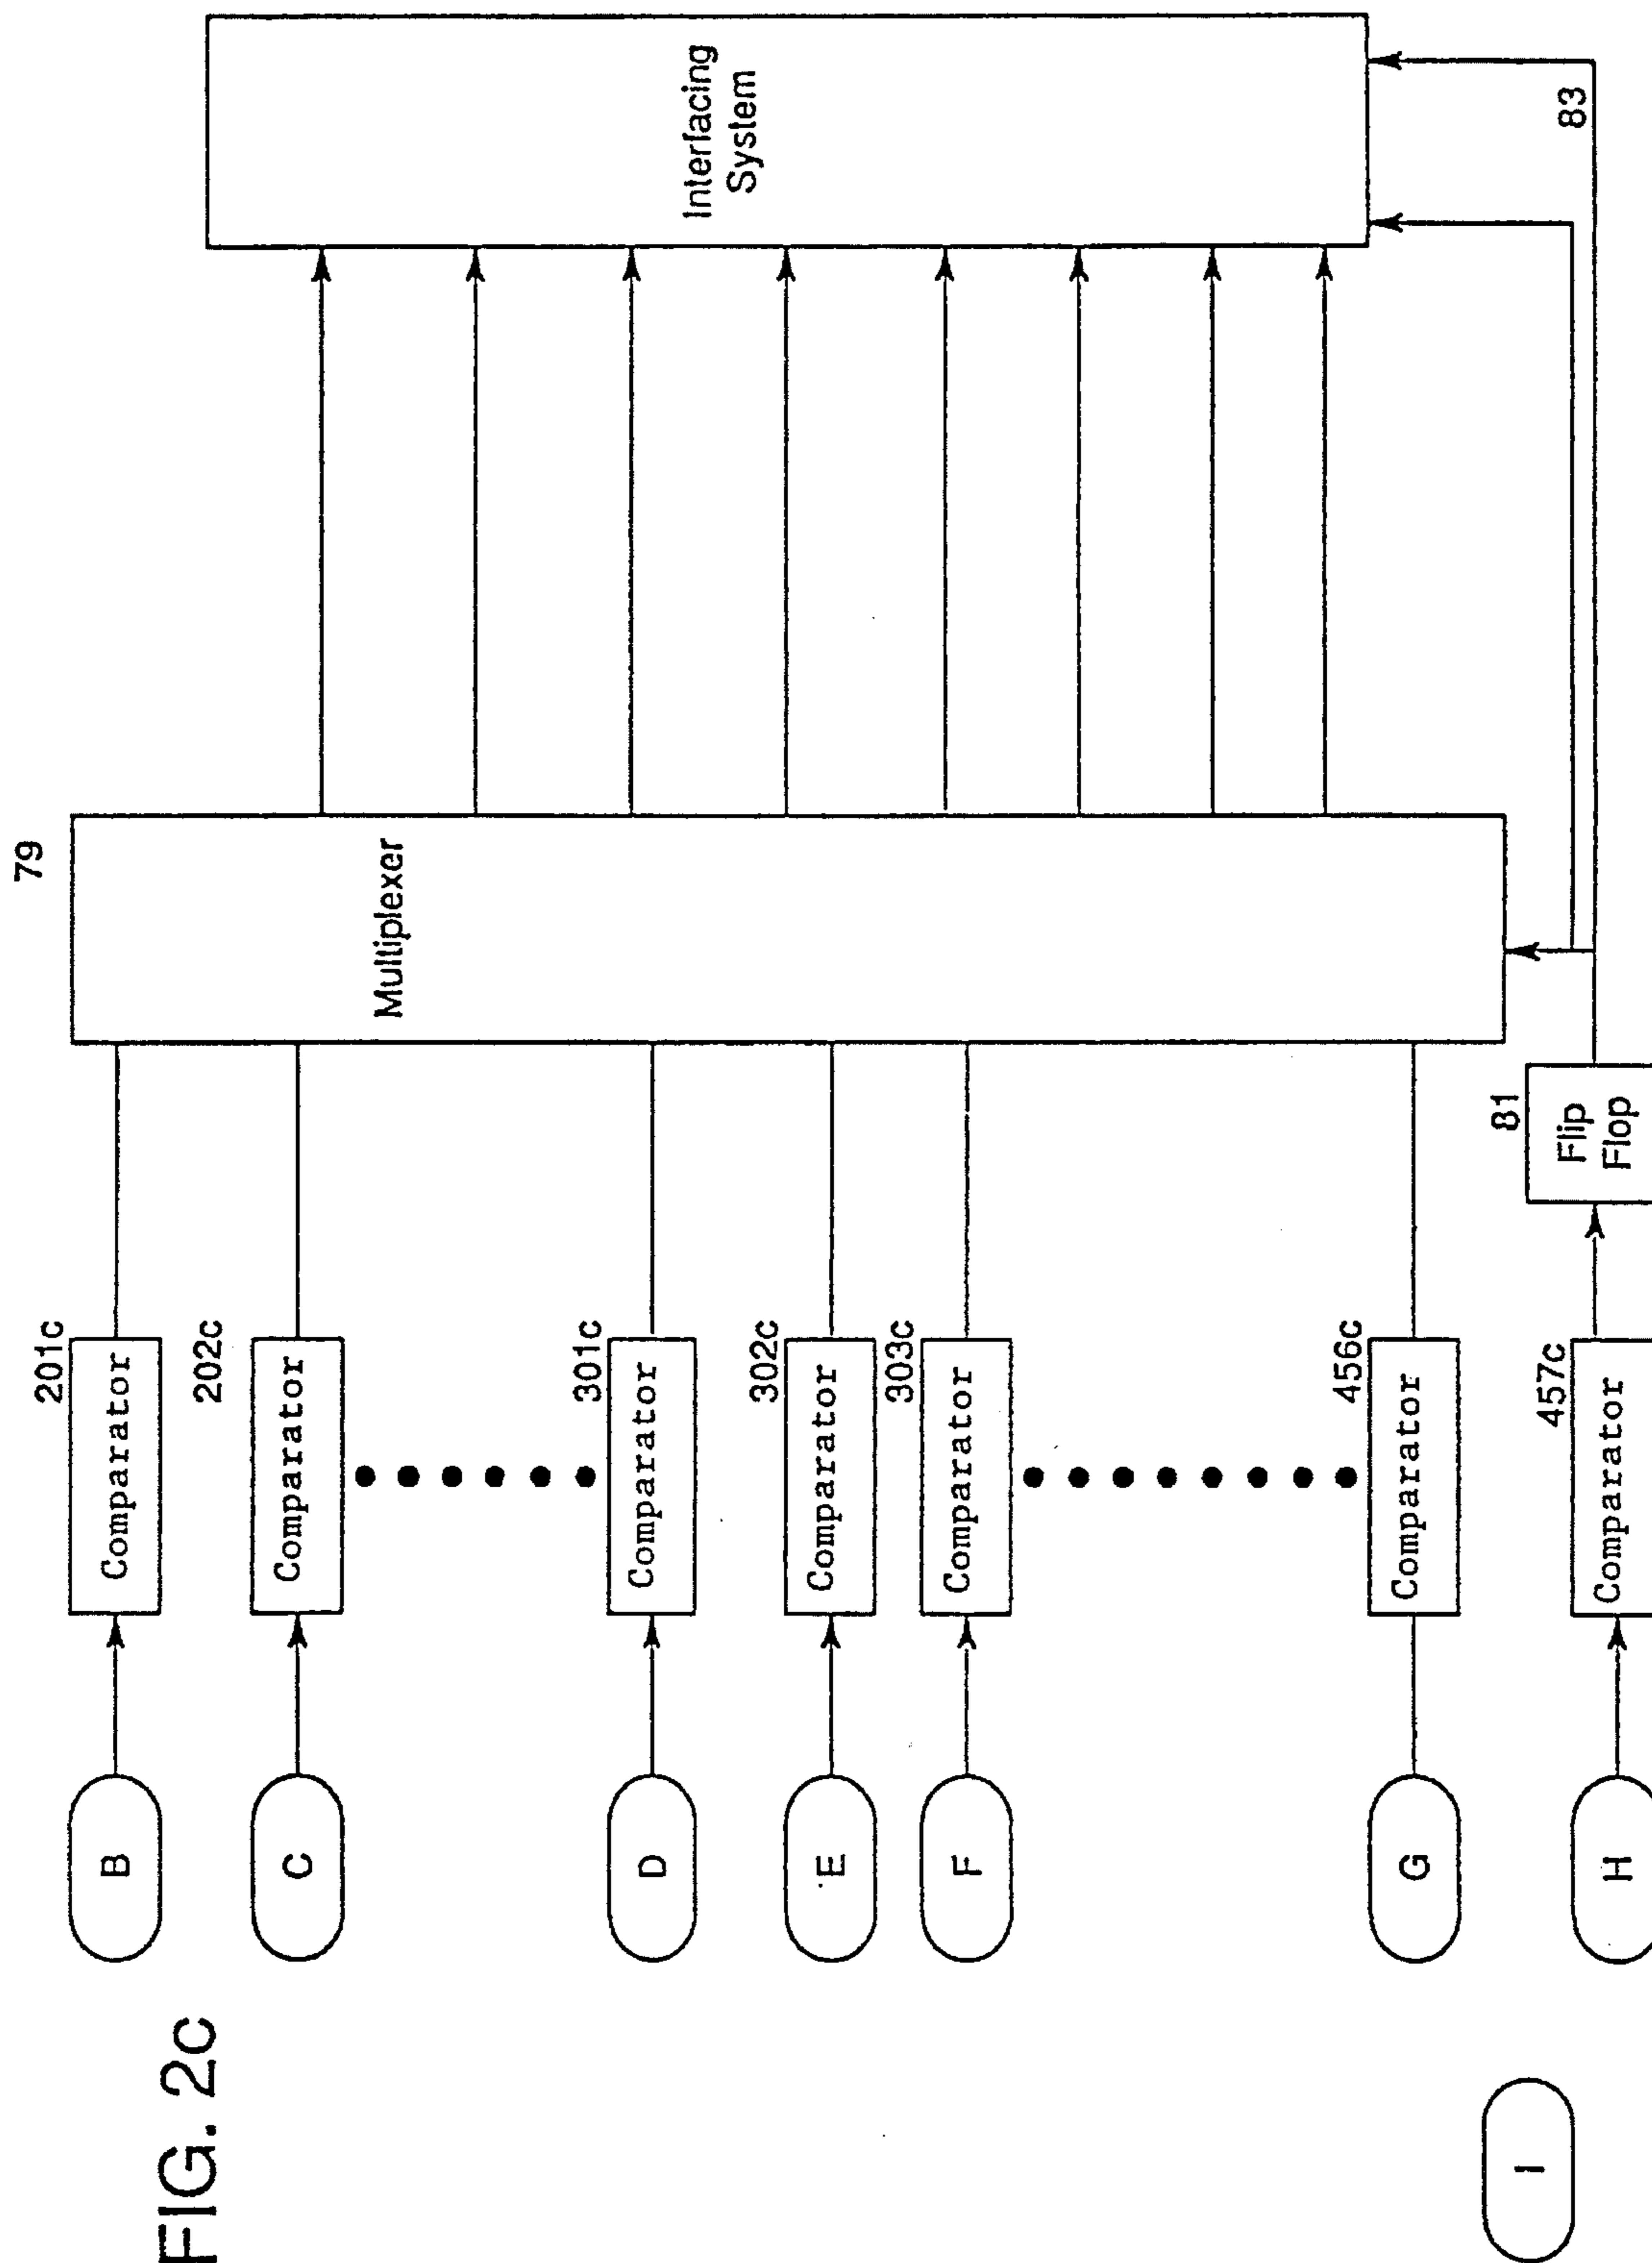 FIG. 2c
B
Comparator
201c
C
Comparator
202c
D
Comparator
301c
E
Comparator
302c
F
Comparator
303c
G
Comparator
456c
H
Comparator
457c
I
Flip
Flop
81
Multiplexer
79
Interfacing
System
83